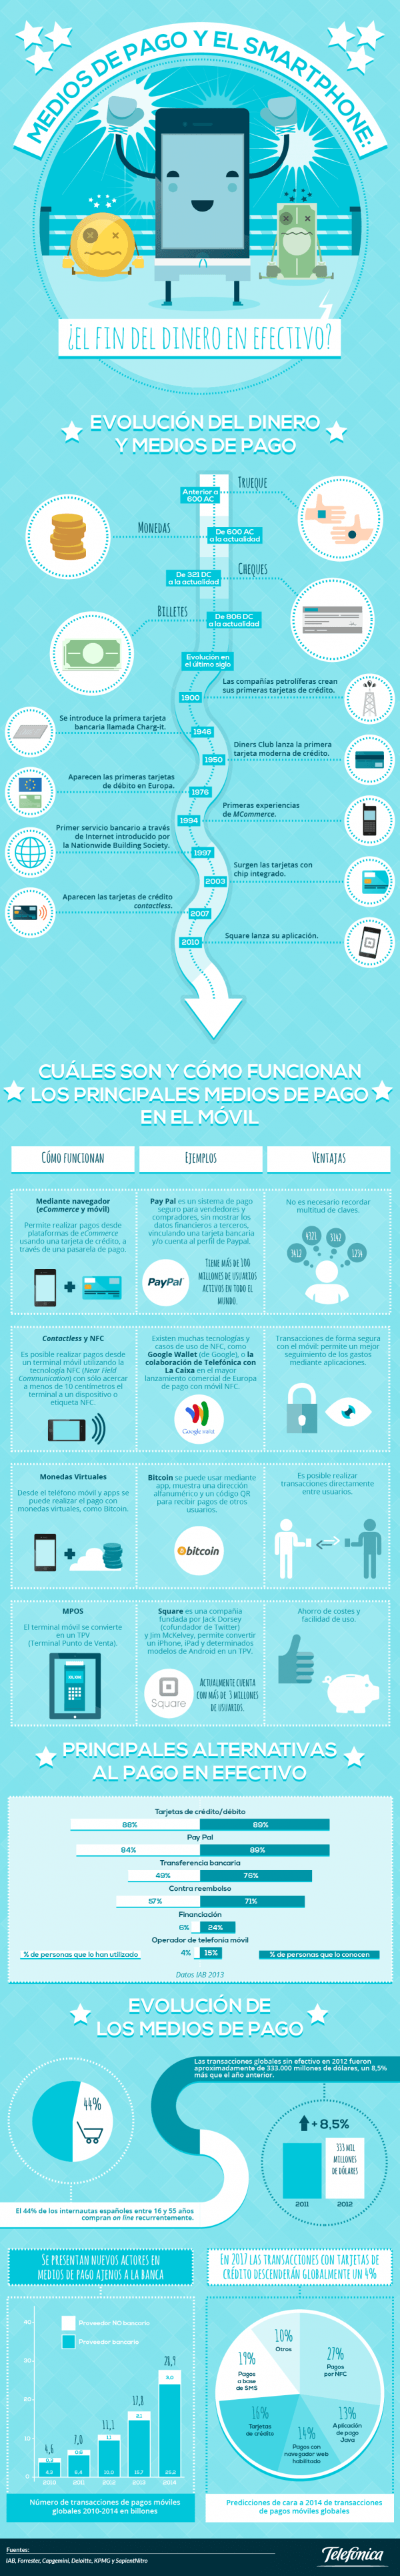 MEDIOS DE PAGO Y EL SMARTPHONE:
¿EL FIN DEL DINERO EN EFECTIVO?
EVOLUCIÓN DEL DINERO
Y MEDIOS DE PAGO
TRUEQUE
Anterior a
600 AC
MONEDAS
De 600 AC
a la actualidad
CHEQUES
De 321 DC
a la actualidad
BILLETES
De 806 DC
a la actualidad
Evolución en
el último siglo
Las compañías petrolíferas crean
sus primeras tarjetas de crédito.
1900
Se introduce la primera tarjeta
bancaria llamada Charg-it.
1946
Diners Club lanza la primera
tarjeta moderna de crédito.
1950
Aparecen las primeras tarjetas
de débito en Europa.
1976
Primeras experiencias
de MCommerce.
1994
Primer servicio bancario a través
de Internet introducido por
la Nationwide Building Society.
1997
Surgen las tarjetas con
chip integrado.
2003
Aparecen las tarjetas de crédito
contactless.
2007
Square lanza su aplicación.
2010
CUÁLES SON Y CÓMO FUNCIONAN
LOS PRINCIPALES MEDIOS DE PAGO
EN EL MÓVIL
CÓMO FUNCIONAN
EJEMPLOS
VENTAJAS
Mediante navegador
(eCommerce y móvil)
Permite realizar pagos desde
plataformas de eCommerce
usando una tarjeta de crédito, a
través de una pasarela de pago.
Pay Pal es un sistema de pago
seguro para vendedores y
compradores, sin mostrar los
datos financieros a terceros,
vinculando una tarjeta bancaria
y/o cuenta al perfil de Paypal.
PayPal
TIENE MÁS DE 100
MILLONES DE USUARIOS
ACTIVOS EN TODO EL
MUNDO.
No es necesario recordar
multitud de claves.
4321
3142
1412
1234
Contactless y NFC
Es posible realizar pagos desde
un terminal móvil utilizando la
tecnología NFC (Near Field
Communication) con sólo acercar
a menos de 10 centímetros el
terminal a un dispositivo o
etiqueta NFC.
Existen muchas tecnologías y
casos de uso de NFC, como
Google Wallet (de Google), o la
colaboración de Telefónica con
La Caixa en el mayor
lanzamiento comercial de Europa
de pago con móvil NFC.
Google wallet
Transacciones de forma segura
con el móvil: permite un mejor
seguimiento de los gastos
mediante aplicaciones.
Monedas Virtuales
Desde el teléfono móvil y apps se
puede realizar el pago con
monedas virtuales, como Bitcoin.
Bitcoin se puede usar mediante
app, muestra una dirección
alfanumérico y un código QR
para recibir pagos de otros
usuarios.
bitcoin
Es posible realizar
transacciones directamente
entre usuarios.
MPOS
El terminal móvil se convierte
en un TPV
(Terminal Punto de Venta).
Square es una compañía
fundada por Jack Dorsey
(cofundador de Twitter)
y Jim McKelvey, permite convertir
un iPhone, iPad y determinados
modelos de Android en un TPV.
Square
ACTUALMENTE CUENTA
CON MÁS DE 3 MILLONES
DE USUARIOS.
Ahorro de costes y
facilidad de uso.
PRINCIPALES ALTERNATIVAS
AL PAGO EN EFECTIVO
Tarjetas de crédito/débito
88% 89%
Pay Pal
84% 89%
Transferencia bancaria
49% 76%
Contra reembolso
57% 71%
Financiación
6% 24%
Operador de telefonía móvil
4% 15%
% de personas que lo han utilizado
% de personas que lo conocen
Datos IAB 2013
EVOLUCIÓN DE
LOS MEDIOS DE PAGO
Las transacciones globales sin efectivo en 2012 fueron
aproximadamente de 333.000 millones de dólares, un 8,5%
más que el año anterior.
44%
+8,5%
333 MIL
MILLONES
DE DÓLARES
2011 2012
El 44% de los internautas españoles entre 16 y 55 años
compran on line recurrentemente.
SE PRESENTAN NUEVOS ACTORES EN
MEDIOS DE PAGO AJENOS A LA BANCA
40
Proveedor NO bancario
Proveedor bancario
30
20
10
0
4,6
7,0
11,1
17,8
28,9
4,3
6,4
10,0
15,7
25,2
2010 2011 2012 2013 2014
Número de transacciones de pagos móviles
globales 2010-2014 en billones
EN 2017 LAS TRANSACCIONES CON TARJETAS DE
CRÉDITO DESCENDERÁN GLOBALMENTE UN 4%
10%
Otros
27%
Pagos
por NFC
19%
Pagos
a base
de SMS
16%
Tarjetas
de crédito
14%
Pagos con
navegador web
habilitado
13%
Aplicación
de pago
Java
Predicciones de cara a 2014 de transacciones
de pagos móviles globales
Fuentes:
IAB, Forrester, Capgemini, Deloitte, KPMG y SapientNitro
Telefónica